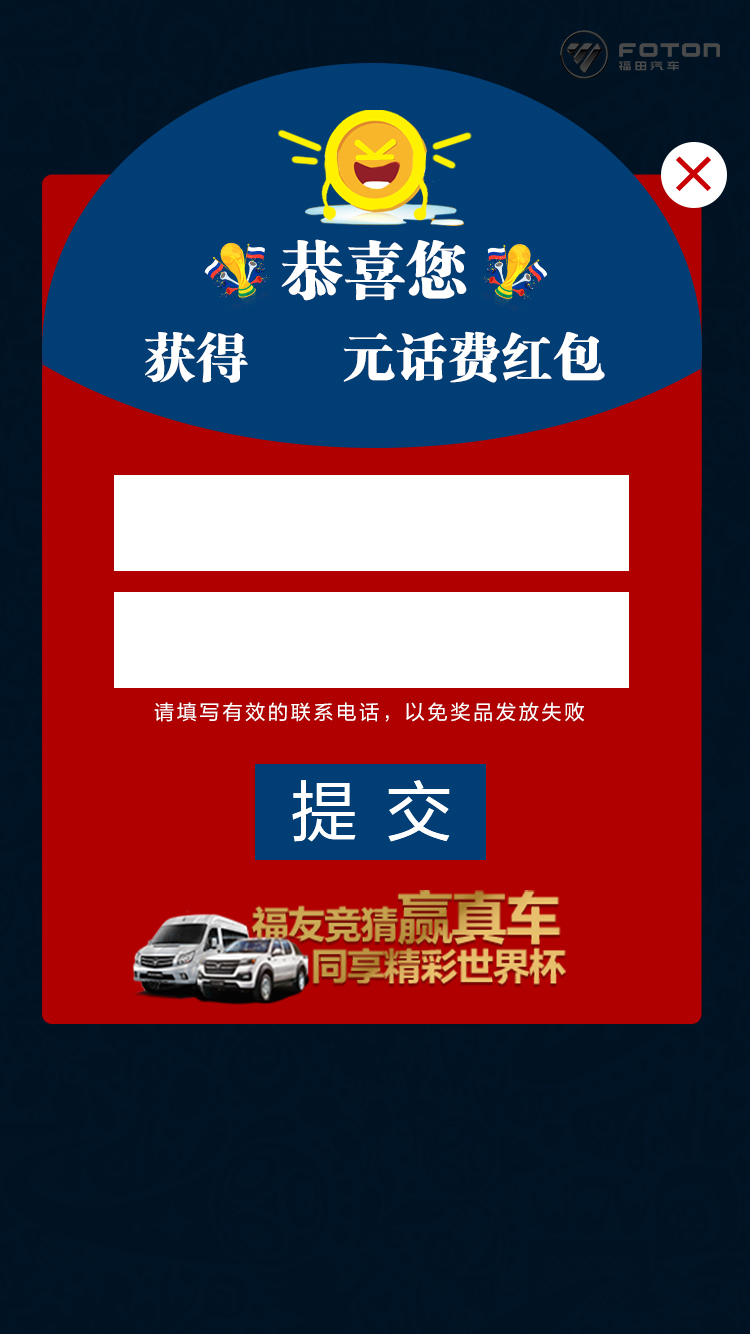 FOTON
福田汽车
恭喜您
获得 元话费红包
请填写有效的联系电话，以免奖品发放失败
提交
福友竞猜赢真车
同享精彩世界杯